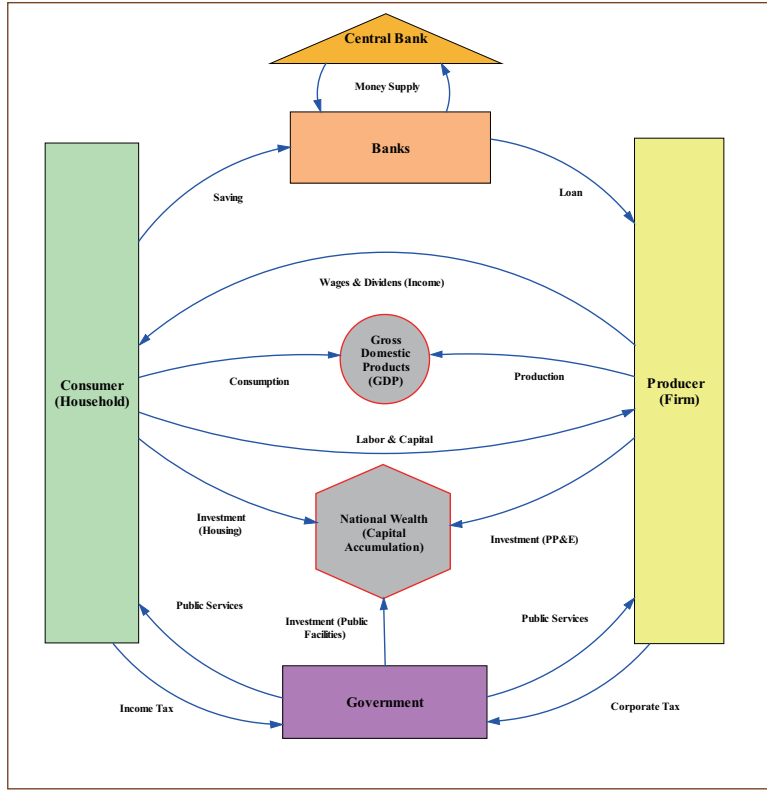 Central Bank
Money Supply
Banks
Saving
Loan
Wages & Dividens (Income)
Gross
Domestic
Products
(GDP)
Consumption
Production
Consumer
(Household)
Producer
(Firm)
Labor & Capital
Investment
(Housing)
National Wealth
(Capital
Accumulation)
Investment (PP&E)
Public Services
Investment (Public
Facilities)
Public Services
Government
Income Tax
Corporate Tax